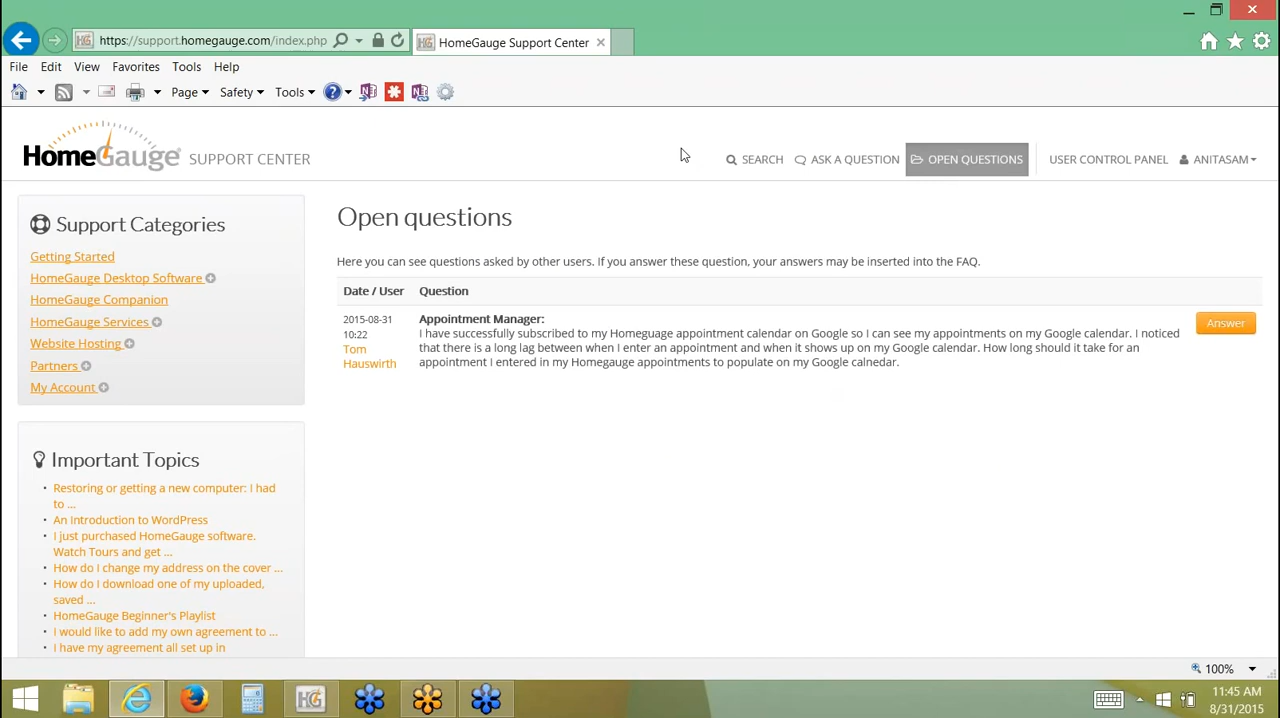 https://support.homegauge.com/index.php
HomeGauge Support Center
File Edit View Favorites Tools Help
Page Safety Tools
HomeGauge SUPPORT CENTER
SEARCH ASK A QUESTION OPEN QUESTIONS USER CONTROL PANEL ANITASAM
Support Categories
Getting Started
HomeGauge Desktop Software
HomeGauge Companion
HomeGauge Services
Website Hosting
Partners
My Account
Important Topics
Restoring or getting a new computer: I had
to ...
An Introduction to WordPress
I just purchased HomeGauge software.
Watch Tours and get ...
How do I change my address on the cover ...
How do I download one of my uploaded,
saved ...
HomeGauge Beginner's Playlist
I would like to add my own agreement to ...
I have my agreement all set up in
Open questions
Here you can see questions asked by other users. If you answer these question, your answers may be inserted into the FAQ.
Date / User Question
2015-08-31
10:22
Tom
Hauswirth
Appointment Manager:
I have successfully subscribed to my Homeguage appointment calendar on Google so I can see my appointments on my Google calendar. I noticed
that there is a long lag between when I enter an appointment and when it shows up on my Google calendar. How long should it take for an
appointment I entered in my Homegauge appointments to populate on my Google calnedar.
Answer
100%
HG
11:45 AM
8/31/2015